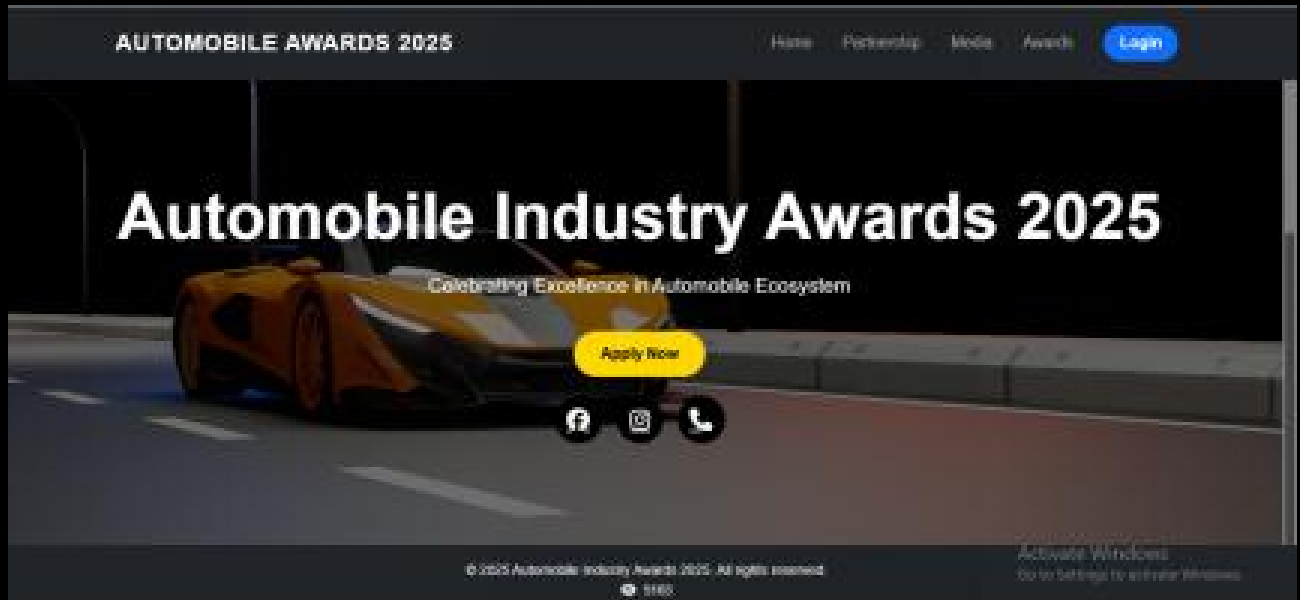 AUTOMOBILE AWARDS 2025
Home Partnership Media Awards Login
Automobile Industry Awards 2025
Celebrating Excellence in Automobile Ecosystem
Apply Now
© 2025 Automobile Industry Awards 2025. All rights reserved.
Activate Windows
Go to Settings to activate Windows.